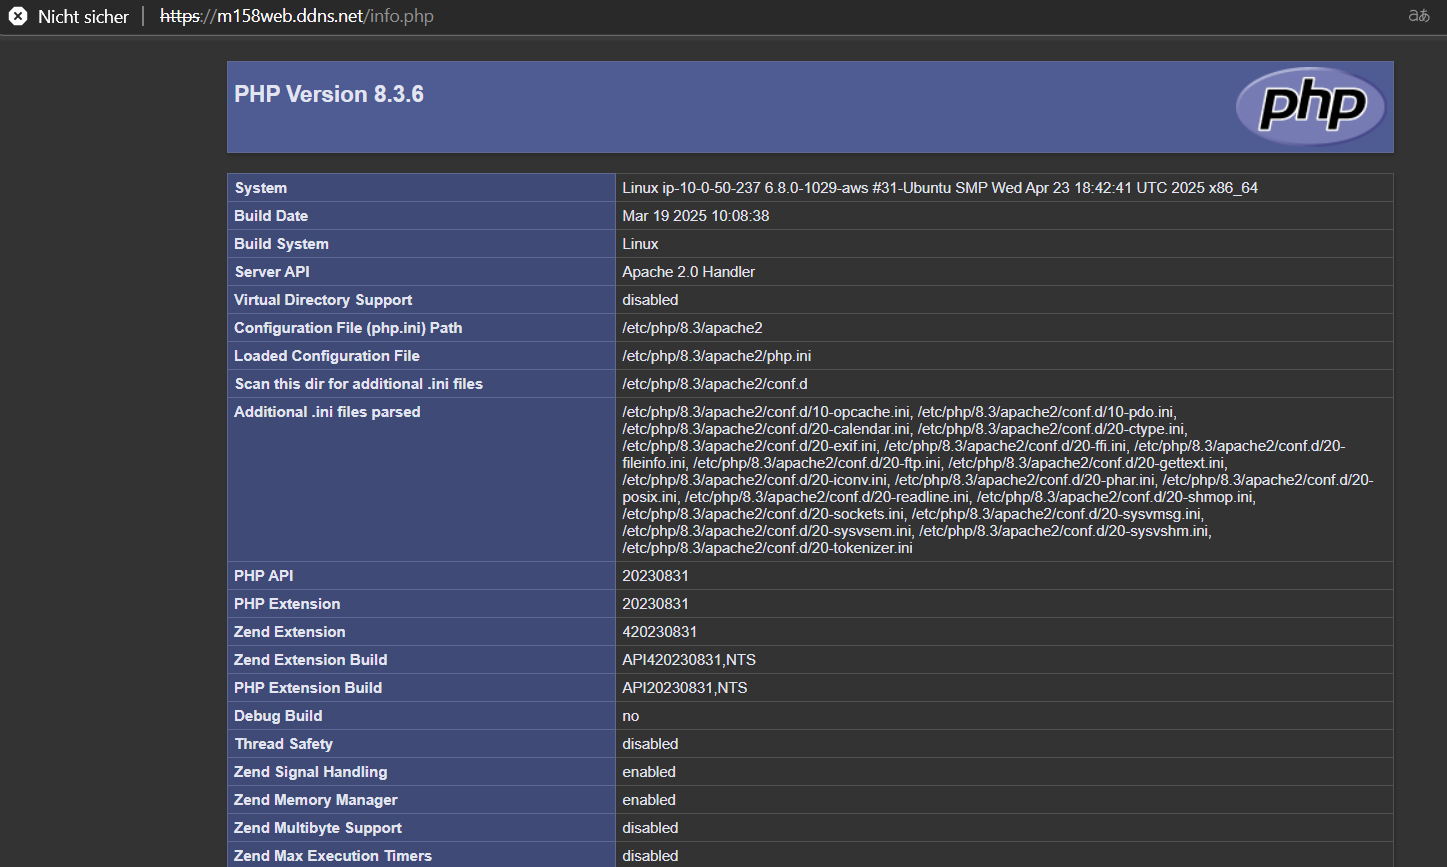 Nicht sicher | https://m158web.ddns.net/info.php aあ
PHP Version 8.3.6
php
System Linux ip-10-0-50-237 6.8.0-1029-aws #31-Ubuntu SMP Wed Apr 23 18:42:41 UTC 2025 x86_64
Build Date Mar 19 2025 10:08:38
Build System Linux
Server API Apache 2.0 Handler
Virtual Directory Support disabled
Configuration File (php.ini) Path /etc/php/8.3/apache2
Loaded Configuration File /etc/php/8.3/apache2/php.ini
Scan this dir for additional .ini files /etc/php/8.3/apache2/conf.d
Additional .ini files parsed /etc/php/8.3/apache2/conf.d/10-opcache.ini, /etc/php/8.3/apache2/conf.d/10-pdo.ini,
/etc/php/8.3/apache2/conf.d/20-calendar.ini, /etc/php/8.3/apache2/conf.d/20-ctype.ini,
/etc/php/8.3/apache2/conf.d/20-exif.ini, /etc/php/8.3/apache2/conf.d/20-ffi.ini, /etc/php/8.3/apache2/conf.d/20-
fileinfo.ini, /etc/php/8.3/apache2/conf.d/20-ftp.ini, /etc/php/8.3/apache2/conf.d/20-gettext.ini,
/etc/php/8.3/apache2/conf.d/20-iconv.ini, /etc/php/8.3/apache2/conf.d/20-phar.ini, /etc/php/8.3/apache2/conf.d/20-
posix.ini, /etc/php/8.3/apache2/conf.d/20-readline.ini, /etc/php/8.3/apache2/conf.d/20-shmop.ini,
/etc/php/8.3/apache2/conf.d/20-sockets.ini, /etc/php/8.3/apache2/conf.d/20-sysvmsg.ini,
/etc/php/8.3/apache2/conf.d/20-sysvsem.ini, /etc/php/8.3/apache2/conf.d/20-sysvshm.ini,
/etc/php/8.3/apache2/conf.d/20-tokenizer.ini
PHP API 20230831
PHP Extension 20230831
Zend Extension 420230831
Zend Extension Build API420230831,NTS
PHP Extension Build API20230831,NTS
Debug Build no
Thread Safety disabled
Zend Signal Handling enabled
Zend Memory Manager enabled
Zend Multibyte Support disabled
Zend Max Execution Timers disabled